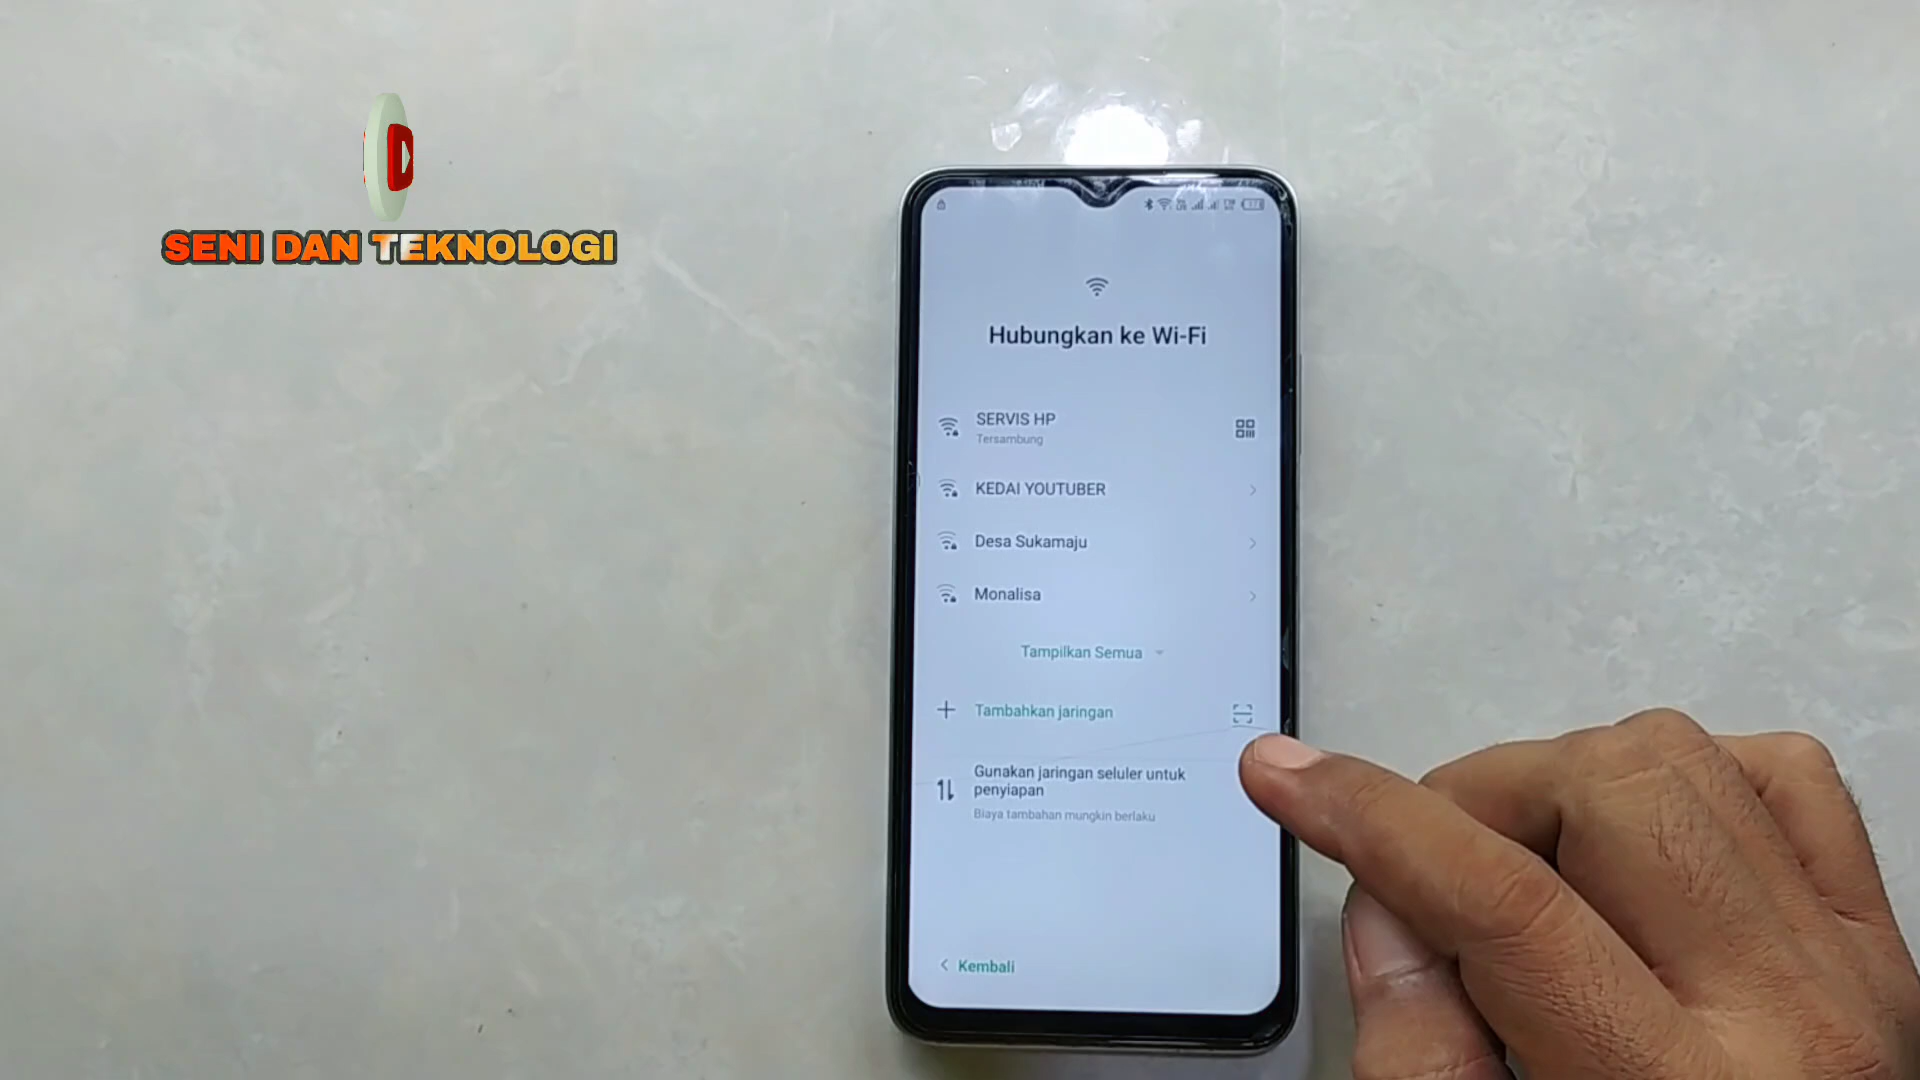 SENI DAN TEKNOLOGI
Hubungkan ke Wi-Fi
SERVIS HP
Tersambung
KEDAI YOUTUBER
Desa Sukamaju
Monalisa
Tampilkan Semua
Tambahkan jaringan
Gunakan jaringan seluler untuk
penyiapan
Biaya tambahan mungkin berlaku
Kembali